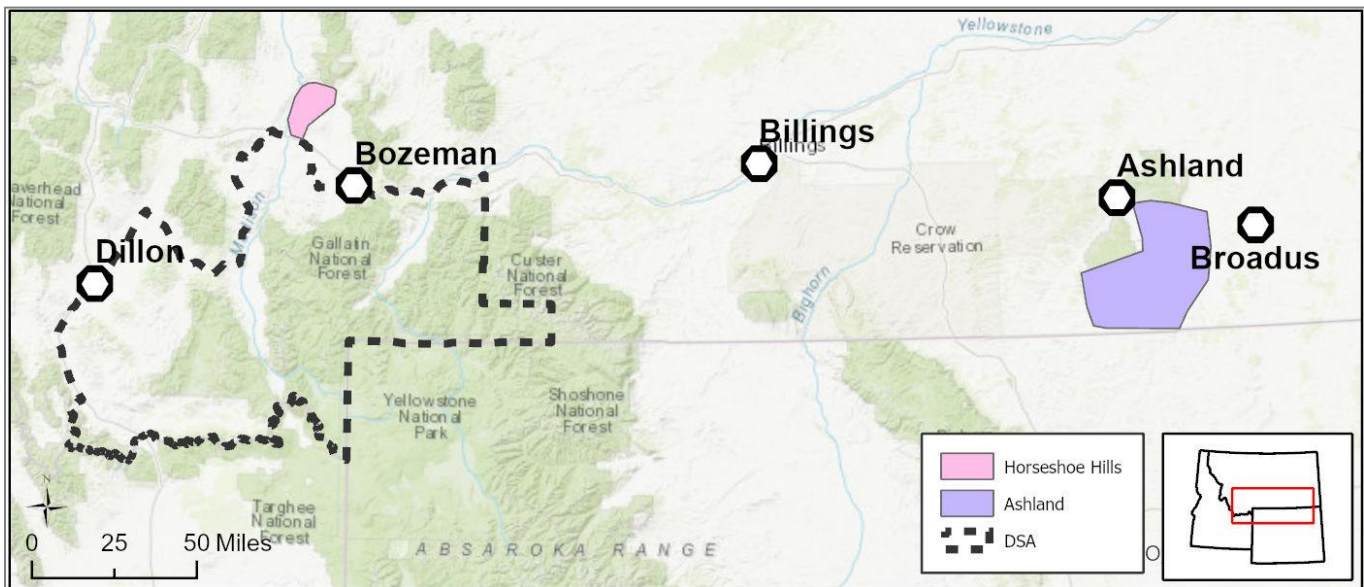 Yellowstone
Billings
Billings
Bozeman
Ashland
averhead
National
Forest
Madison
Gallatin
National
Forest
Crow
Reservation
Broadus
Dillon
Custer
National
Forest
Bighorn
Yellowstone
National
Park
Shoshone
National
Forest
N
Targhee
National
Forest
0 25 50 Miles
ABSAROKA RANGE
Horseshoe Hills
Ashland
DSA
O